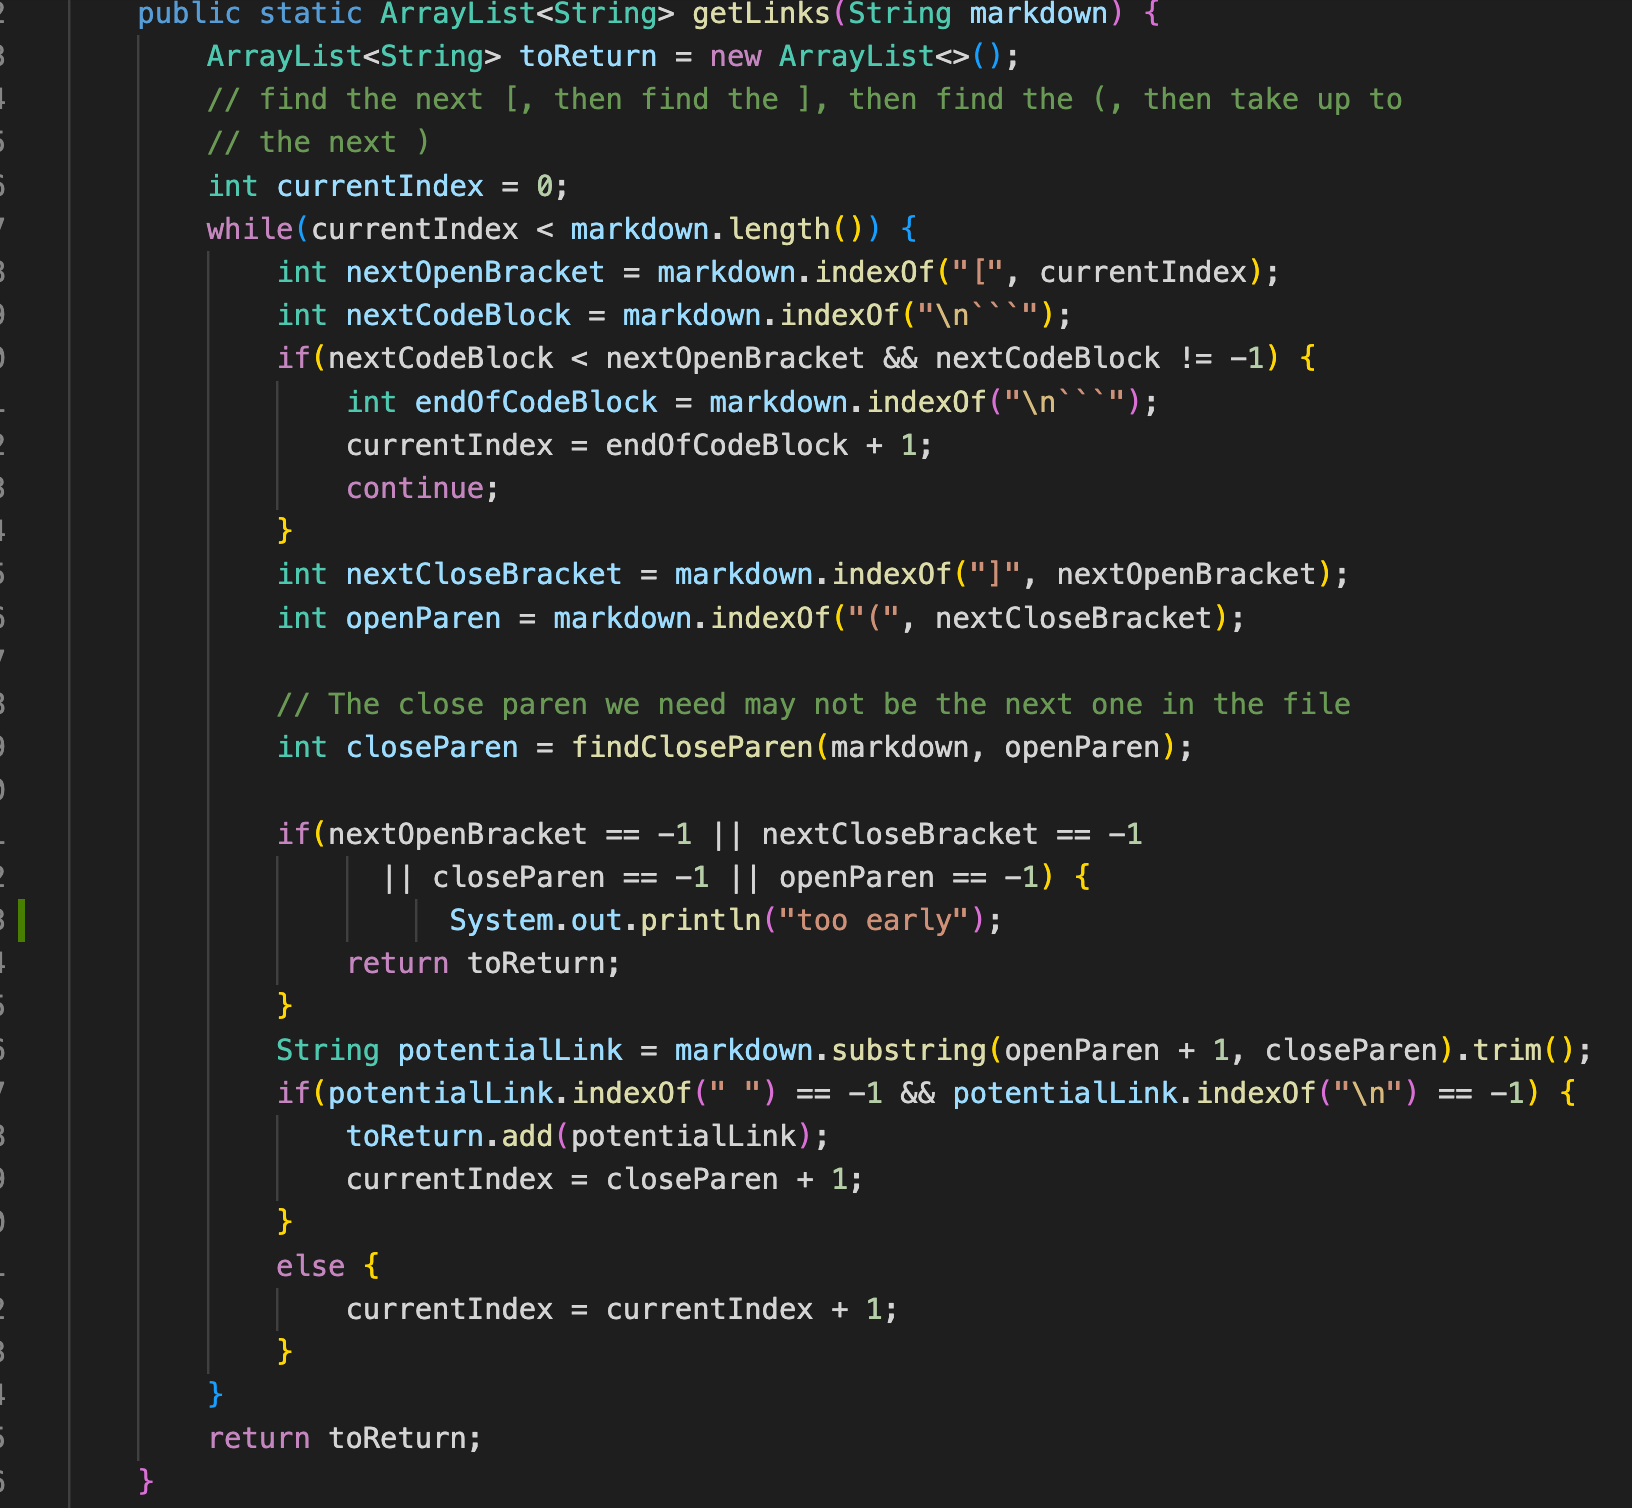 public static ArrayList<String> getLinks(String markdown) {
ArrayList<String> toReturn = new ArrayList<>();
// find the next [, then find the ], then find the (, then take up to
// the next )
int currentIndex = 0;
while(currentIndex < markdown.length()) {
int nextOpenBracket = markdown.indexOf("[", currentIndex);
int nextCodeBlock = markdown.indexOf("\n```");
if(nextCodeBlock < nextOpenBracket && nextCodeBlock != -1) {
int endOfCodeBlock = markdown.indexOf("\n```");
currentIndex = endOfCodeBlock + 1;
continue;
}
int nextCloseBracket = markdown.indexOf("]", nextOpenBracket);
int openParen = markdown.indexOf("(", nextCloseBracket);
// The close paren we need may not be the next one in the file
int closeParen = findCloseParen(markdown, openParen);
if(nextOpenBracket == -1 || nextCloseBracket == -1
|| closeParen == -1 || openParen == -1) {
System.out.println("too early");
return toReturn;
}
String potentialLink = markdown.substring(openParen + 1, closeParen).trim();
if(potentialLink.indexOf(" ") == -1 && potentialLink.indexOf("\n") == -1) {
toReturn.add(potentialLink);
currentIndex = closeParen + 1;
}
else {
currentIndex = currentIndex + 1;
}
}
return toReturn;
}